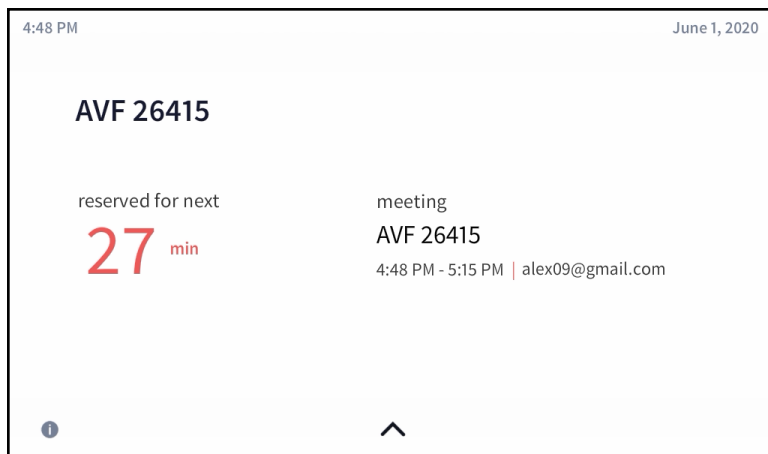 4:48 PM
June 1, 2020
AVF 26415
reserved for next
27 min
meeting
AVF 26415
4:48 PM - 5:15 PM | alex09@gmail.com
i